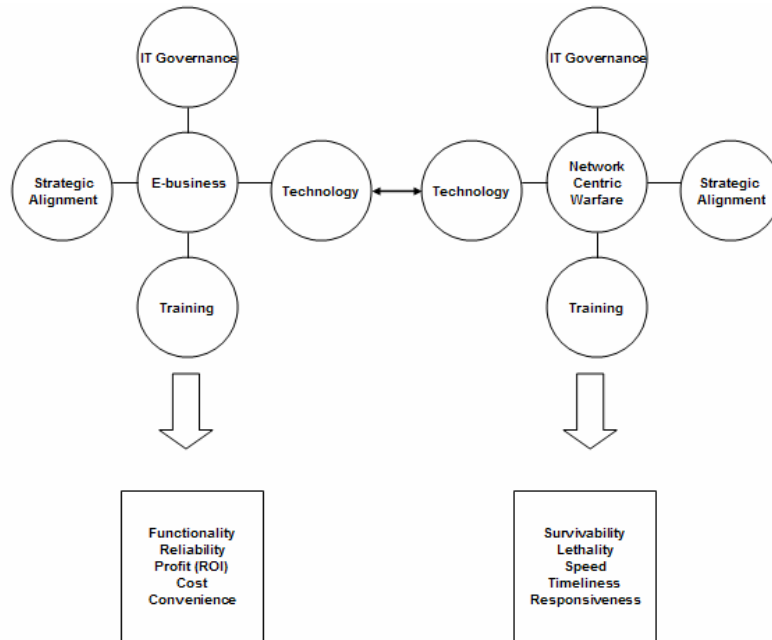 IT Governance
IT Governance
Strategic
Alignment
E-business
Technology
Technology
Network
Centric
Warfare
Strategic
Alignment
Training
Training
Functionality
Reliability
Profit (ROI)
Cost
Convenience
Survivability
Lethality
Speed
Timeliness
Responsiveness